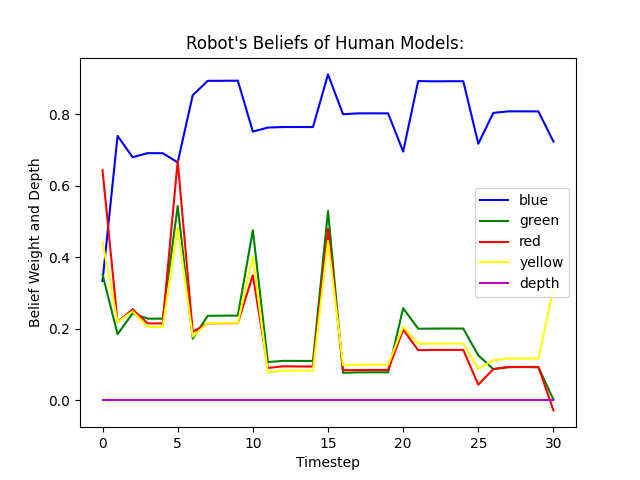 Robot's Beliefs of Human Models:
Belief Weight and Depth
0.8
0.6
0.4
0.2
0.0
blue
green
red
yellow
depth
0 5 10 15 20 25 30
Timestep